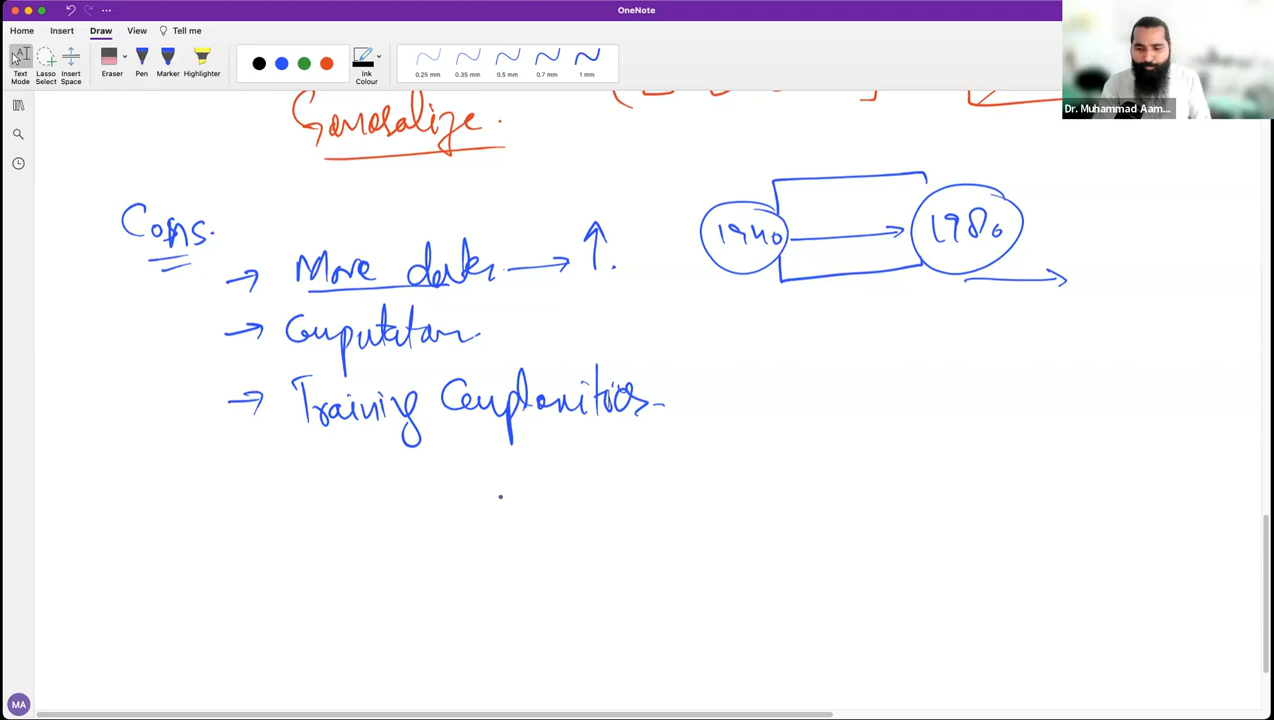 OneNote
Home Insert Draw View Tell me
Text Mode Lasso Select Insert Space Eraser Pen Marker Highlighter Ink Colour 0.25 mm 0.35 mm 0.5 mm 0.7 mm 1 mm
Dr. Muhammad Aam...
Generalize.
Cons.
1940 → 1980 →
→ More data → ↑.
→ Computation
→ Training Complexities
MA